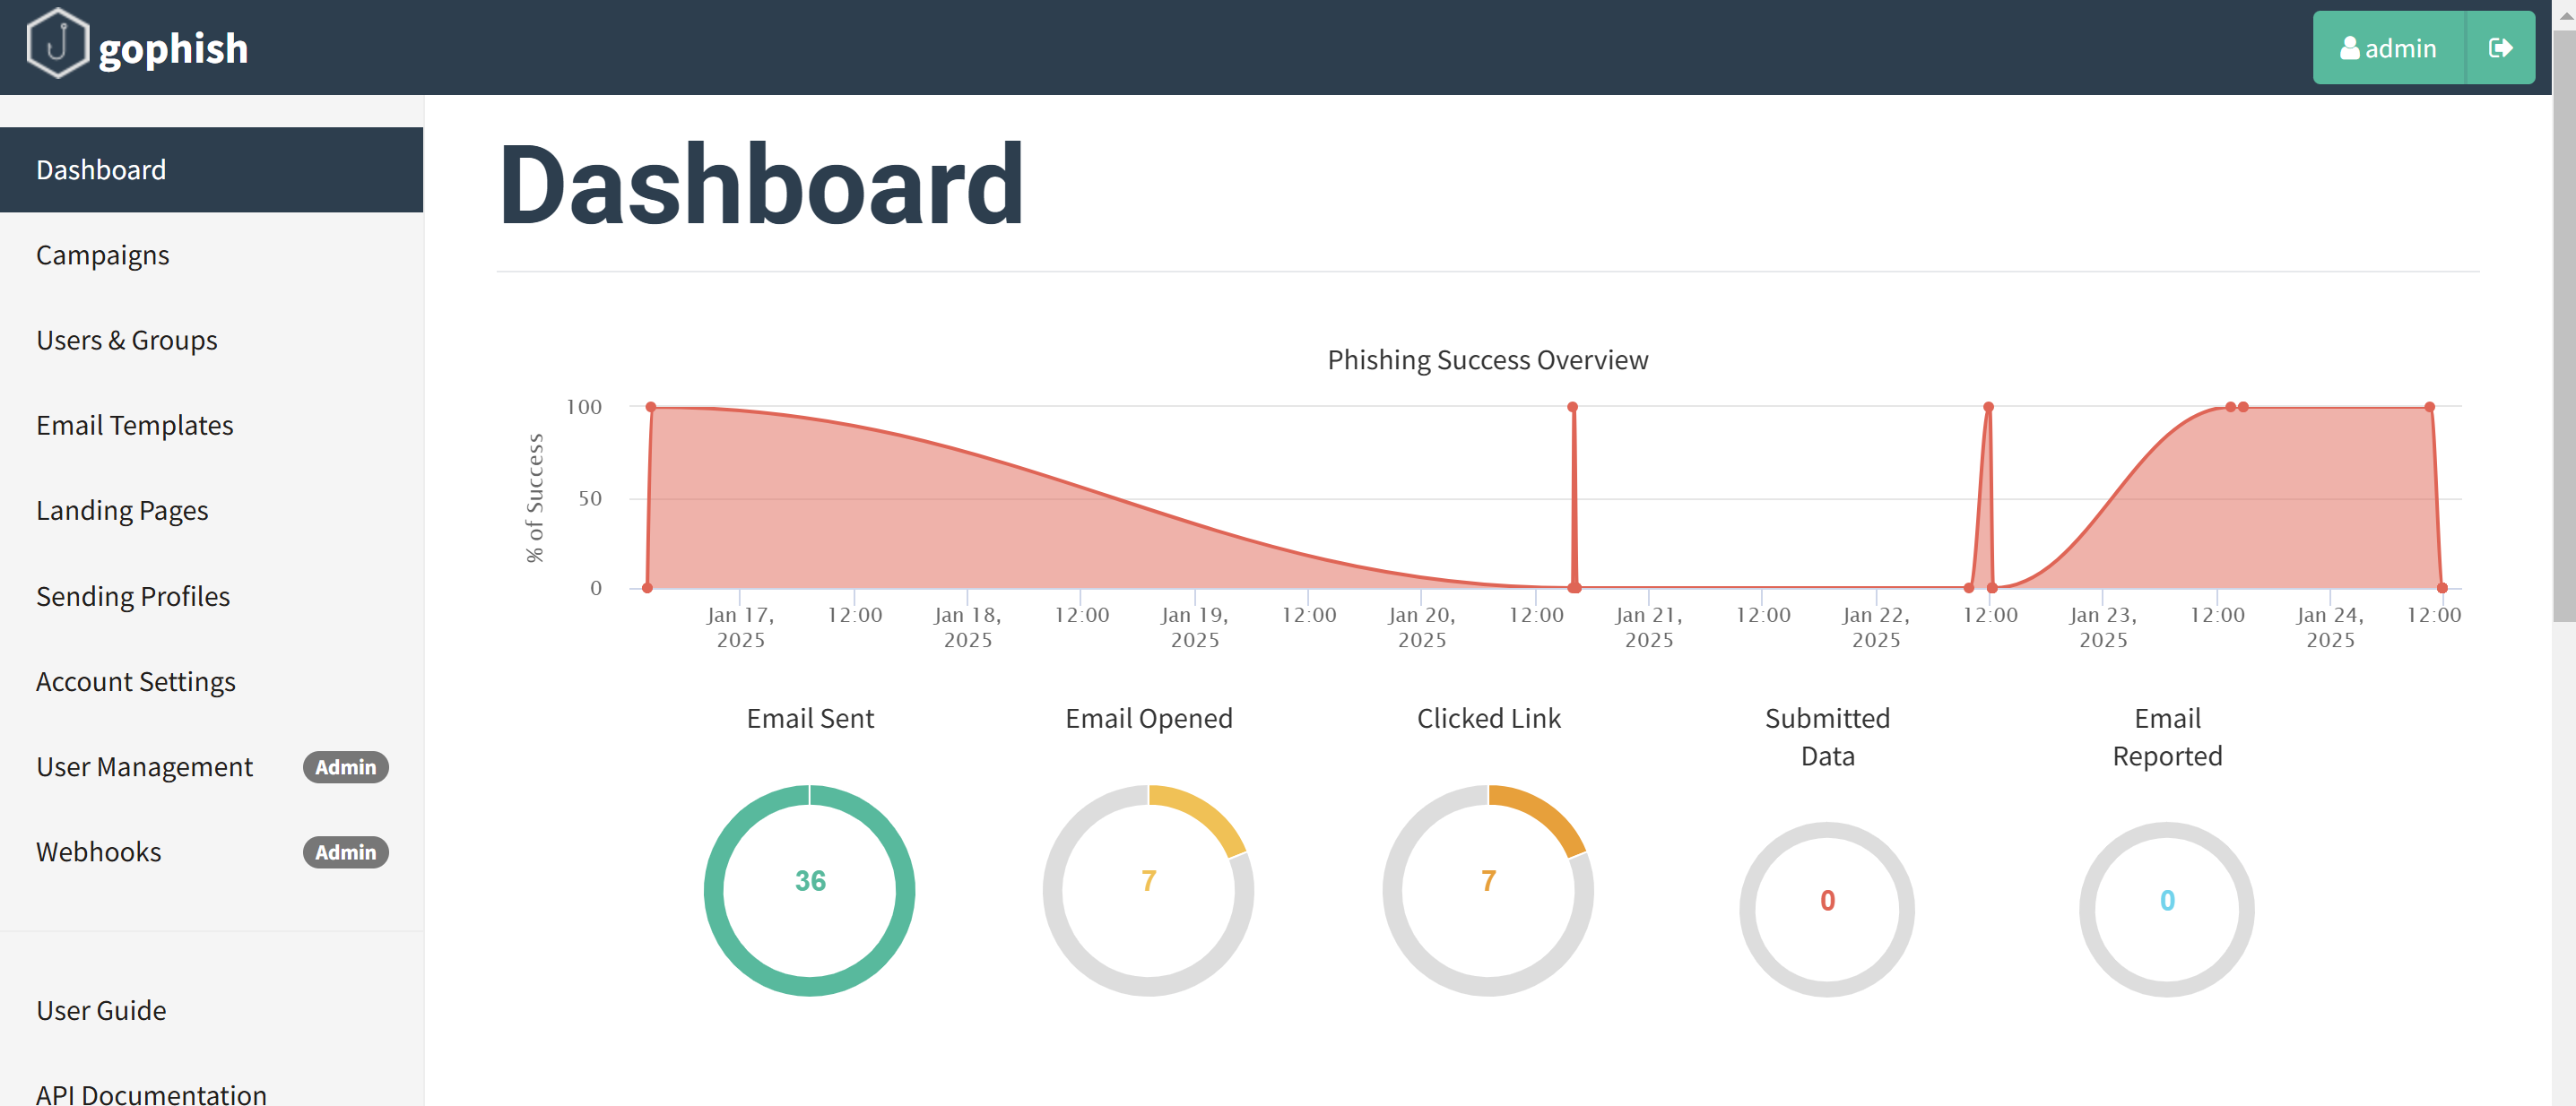 gophish
admin
Dashboard
Campaigns
Users & Groups
Email Templates
Landing Pages
Sending Profiles
Account Settings
User Management Admin
Webhooks Admin
User Guide
API Documentation
Dashboard
Phishing Success Overview
% of Success
100
50
0
Jan 17, 12:00 Jan 18, 12:00 Jan 19, 12:00 Jan 20, 12:00 Jan 21, 12:00 Jan 22, 12:00 Jan 23, 12:00 Jan 24, 12:00
2025 2025 2025 2025 2025 2025 2025 2025
Email Sent
36
Email Opened
7
Clicked Link
7
Submitted
Data
0
Email
Reported
0